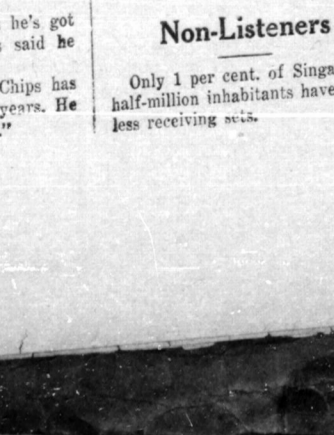 he's got
said he
Chips has
years. He
"
Non-Listeners
Only 1 per cent. of Singa
half-million inhabitants have
less receiving sets.